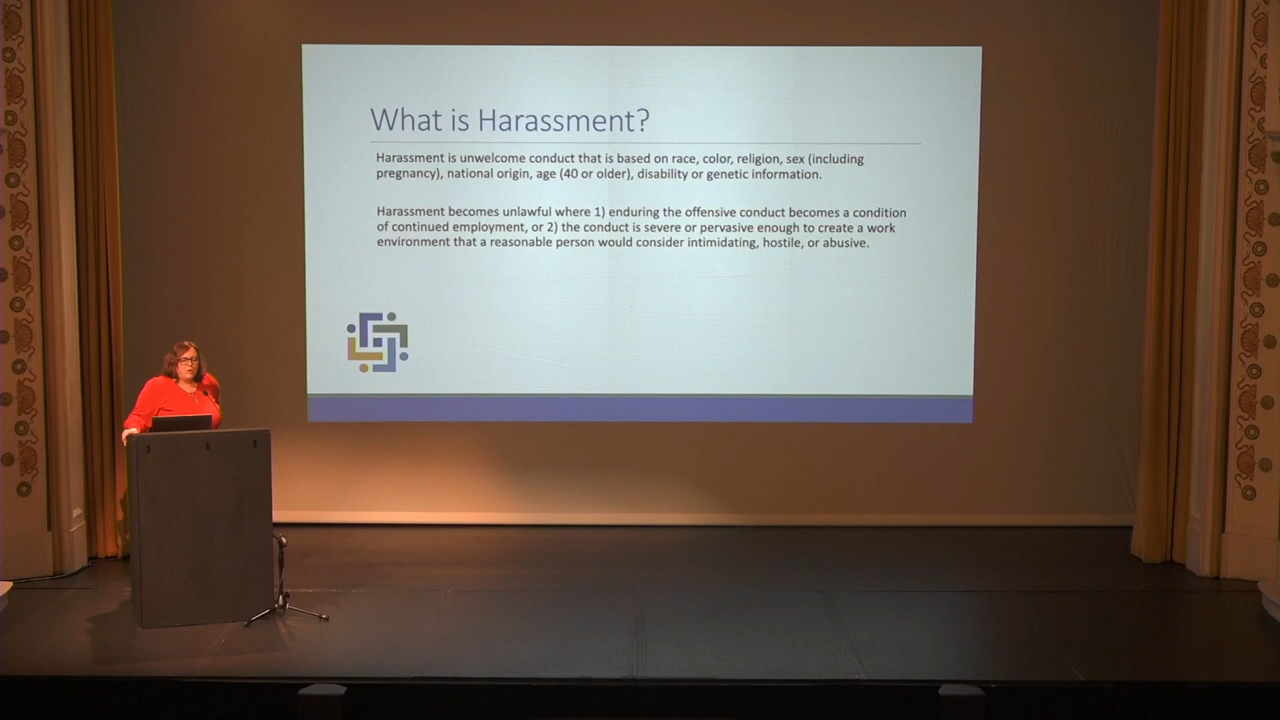 What is Harassment?
Harassment is unwelcome conduct that is based on race, color, religion, sex (including
pregnancy), national origin, age (40 or older), disability or genetic information.
Harassment becomes unlawful where 1) enduring the offensive conduct becomes a condition
of continued employment, or 2) the conduct is severe or pervasive enough to create a work
environment that a reasonable person would consider intimidating, hostile, or abusive.